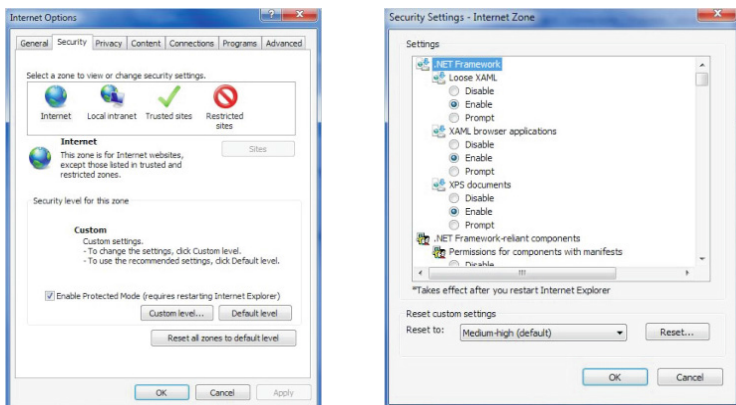 Internet Options
General Security Privacy Content Connections Programs Advanced
Select a zone to view or change security settings.
Internet Local intranet Trusted sites Restricted
sites
Internet
Sites
This zone is for Internet websites,
except those listed in trusted and
restricted zones.
Security level for this zone
Custom
Custom settings.
- To change the settings, click Custom level.
- To use the recommended settings, click Default level.
Enable Protected Mode (requires restarting Internet Explorer)
Custom level... Default level
Reset all zones to default level
OK Cancel Apply
Security Settings - Internet Zone
Settings
.NET Framework
Loose XAML
Disable
Enable
Prompt
XAML browser applications
Disable
Enable
Prompt
XPS documents
Disable
Enable
Prompt
.NET Framework-reliant components
Permissions for components with manifests
Disable
*Takes effect after you restart Internet Explorer
Reset custom settings
Reset to: Medium-high (default) Reset...
OK Cancel